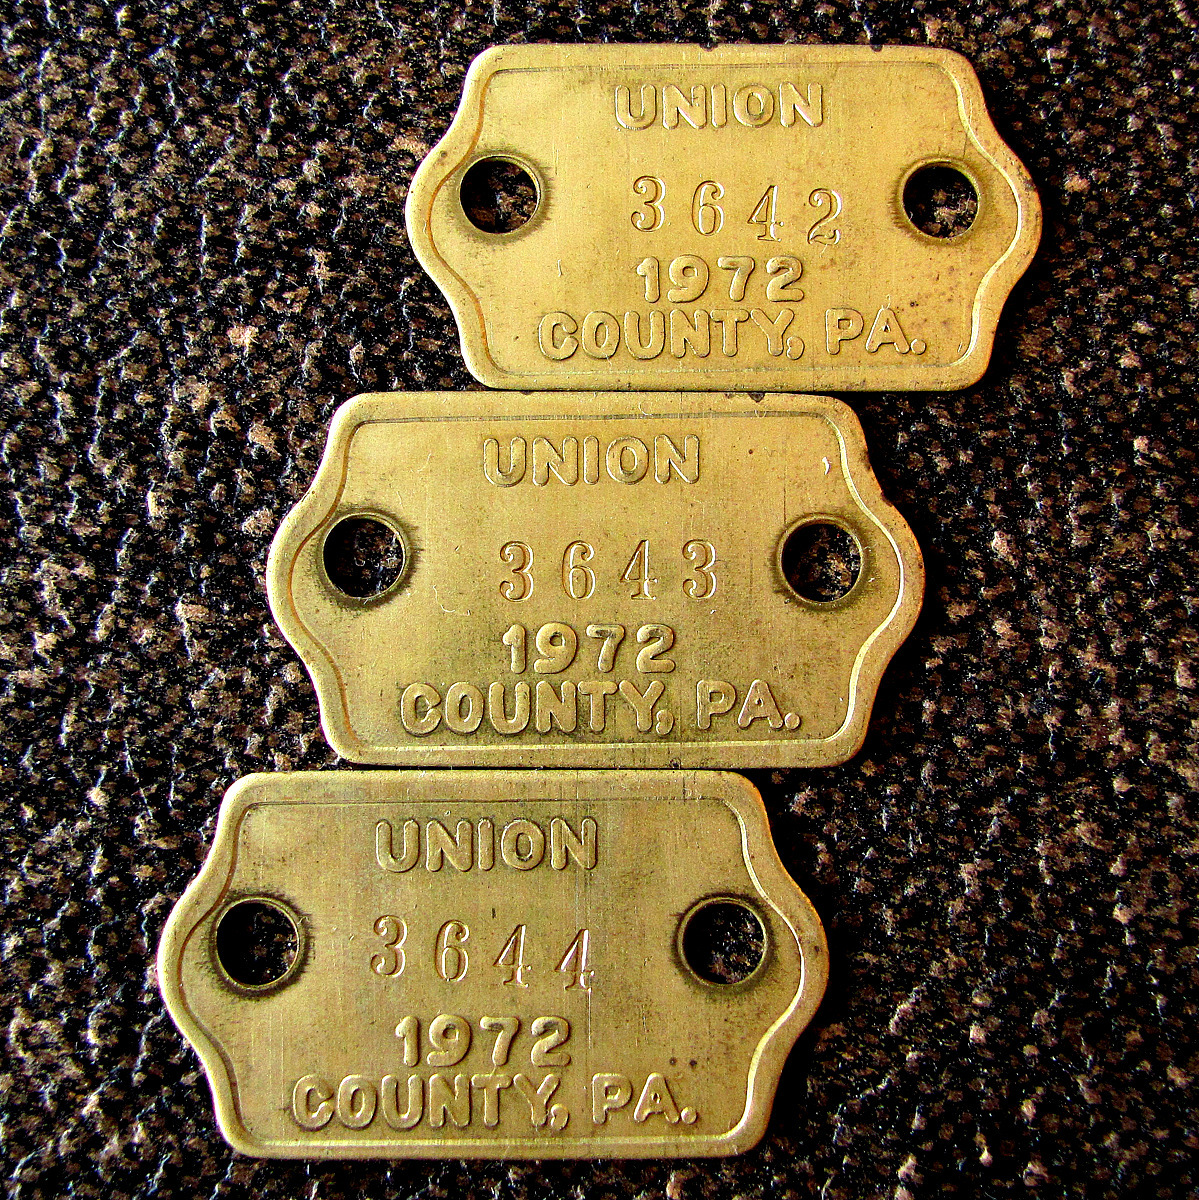 UNION
3642
1972
COUNTY, PA.
UNION
3643
1972
COUNTY, PA.
UNION
3644
1972
COUNTY, PA.